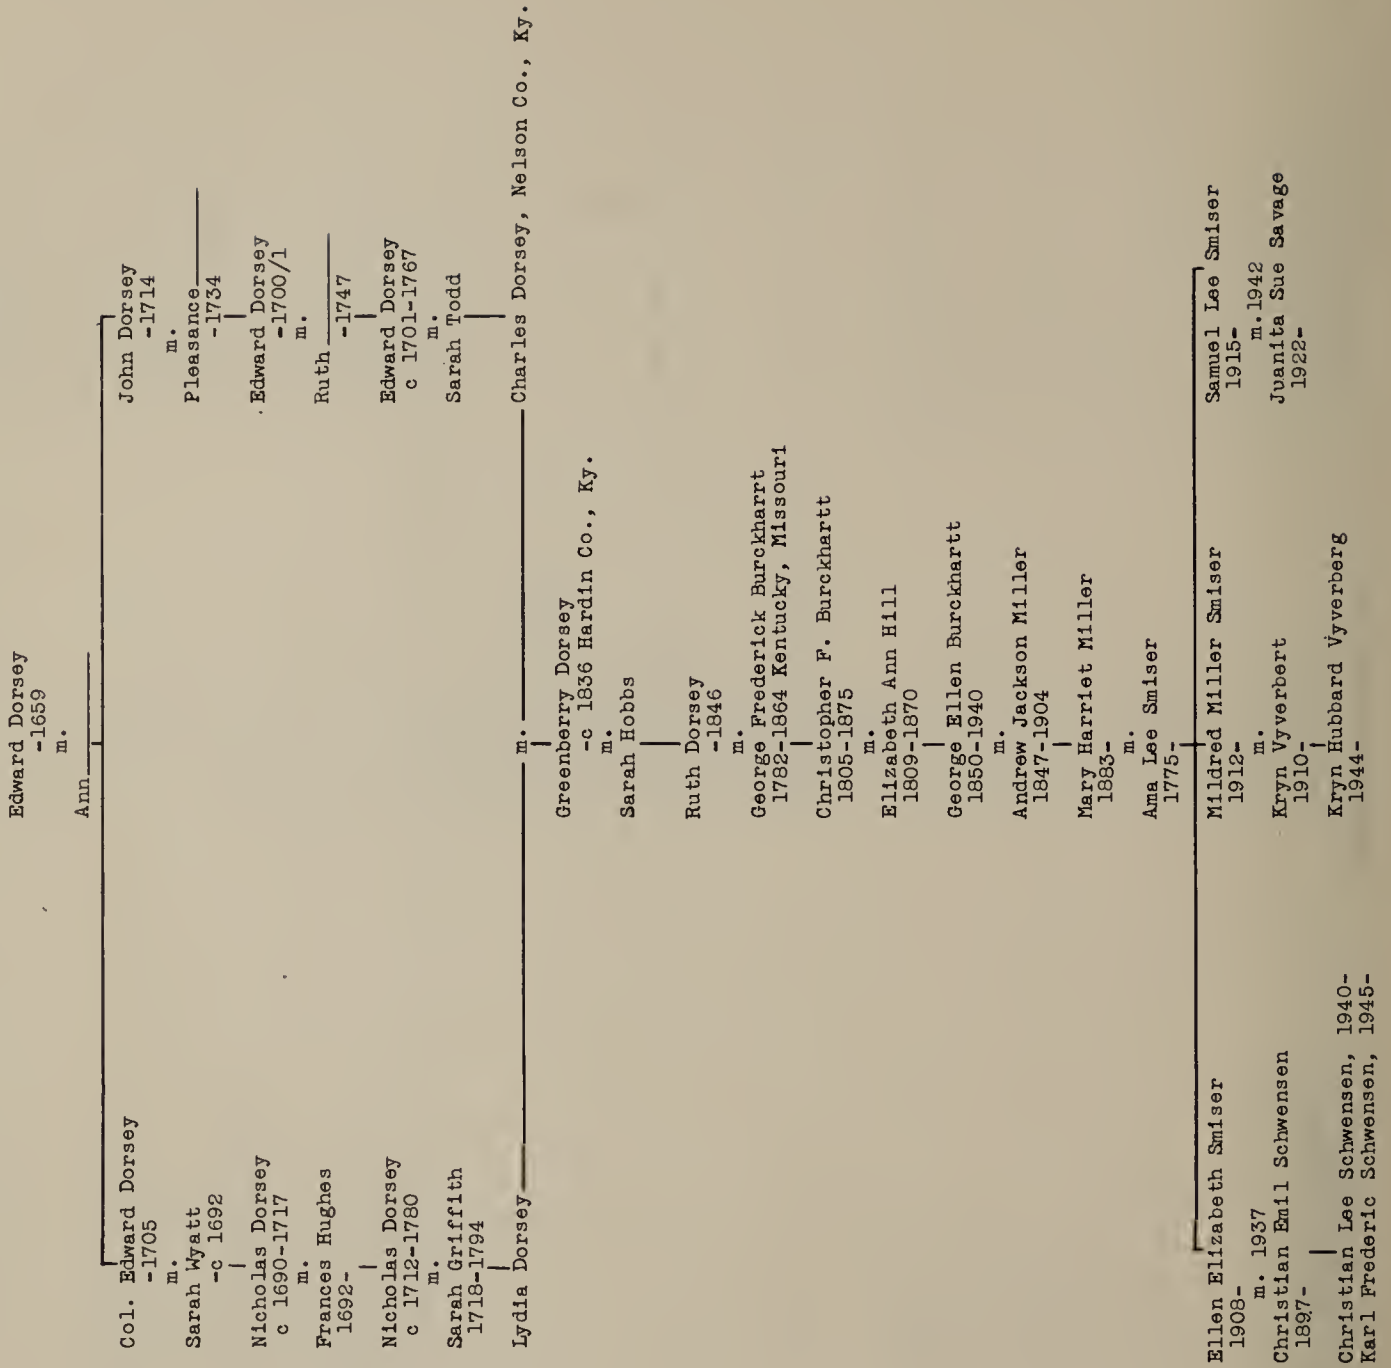 Edward Dorsey
-1659
m.
Ann
Col. Edward Dorsey
-1705
m.
Sarah Wyatt
-c 1692
Nicholas Dorsey
c 1690-1717
m.
Frances Hughes
1692-
Nicholas Dorsey
c 1712-1780
m.
Sarah Griffith
1718-1794
Lydia Dorsey
John Dorsey
-1714
m.
Pleasance
-1734
Edward Dorsey
-1700/1
m.
Ruth
-1747
Edward Dorsey
c 1701-1767
m.
Sarah Todd
m.
Charles Dorsey, Nelson Co., Ky.
Greenberry Dorsey
-c 1836 Hardin Co., Ky.
m.
Sarah Hobbs
Ruth Dorsey
-1846
m.
George Frederick Burckharrt
1782-1864 Kentucky, Missouri
Christopher F. Burckhartt
1805-1875
m.
Elizabeth Ann Hill
1809-1870
George Ellen Burckhartt
1850-1940
m.
Andrew Jackson Miller
1847-1904
Mary Harriet Miller
1883-
m.
Ama Lee Smiser
1775-
Ellen Elizabeth Smiser
1908-
m. 1937
Christian Emil Schwensen
1897-
Christian Lee Schwensen, 1940-
Karl Frederic Schwensen, 1945-
Mildred Miller Smiser
1912-
m.
Kryn Vyverbert
1910-
Kryn Hubbard Vyverberg
1944-
Samuel Lee Smiser
1915-
m.1942
Juanita Sue Savage
1922-